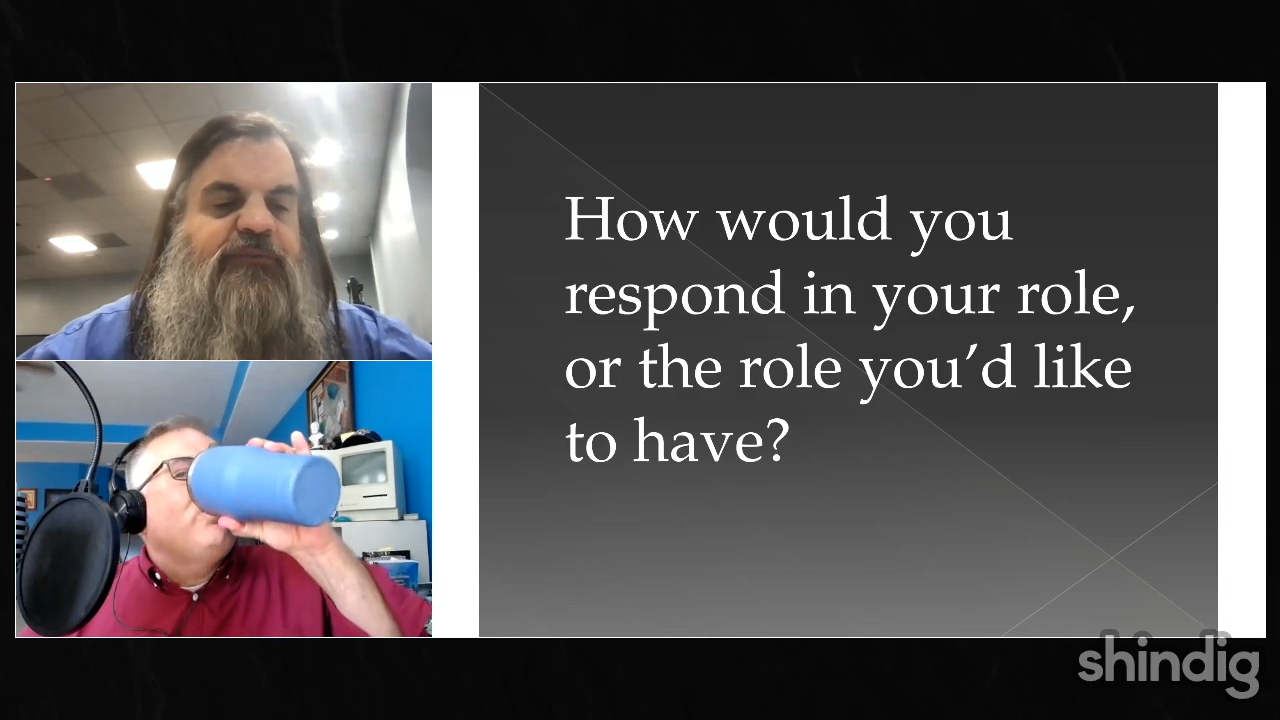 How would you
respond in your role,
or the role you’d like
to have?
shindig